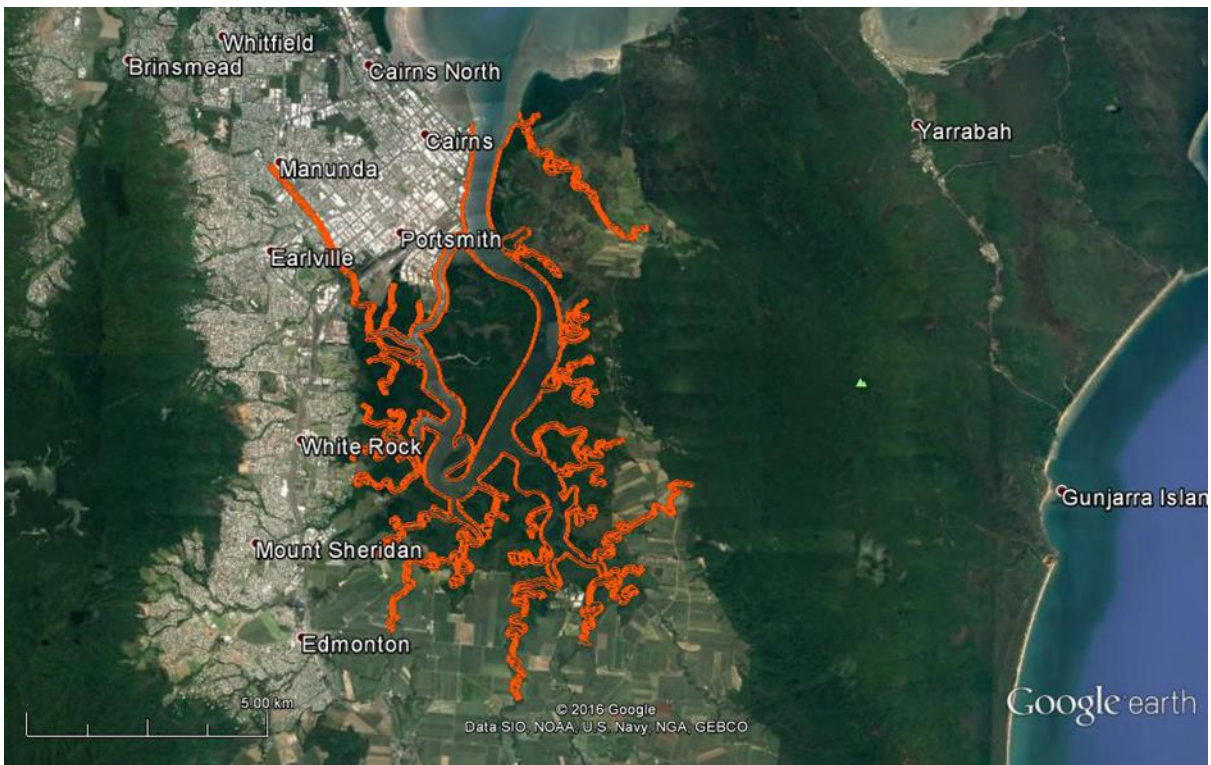 Whitfield
Brinsmead
Cairns North
Cairns
Yarrabah
Manunda
Portsmith
Earlville
White Rock
Gunjarra Islan
Mount Sheridan
Edmonton
5.00 km
© 2016 Google
Data SIO, NOAA, U.S. Navy, NGA, GEBCO
Google earth